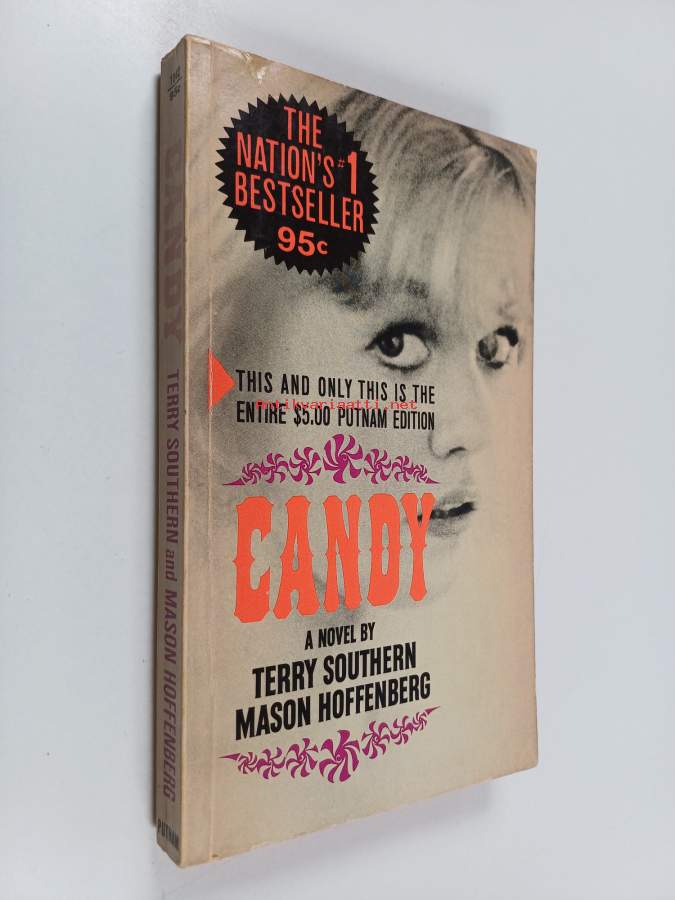 THE
NATION'S #1
BESTSELLER
95c
THIS AND ONLY THIS IS THE
ENTIRE $5.00 PUTNAM EDITION
antikvariaatti.net
CANDY
A NOVEL BY
TERRY SOUTHERN
MASON HOFFENBERG
CANDY TERRY SOUTHERN and MASON HOFFENBERG PUTNAM